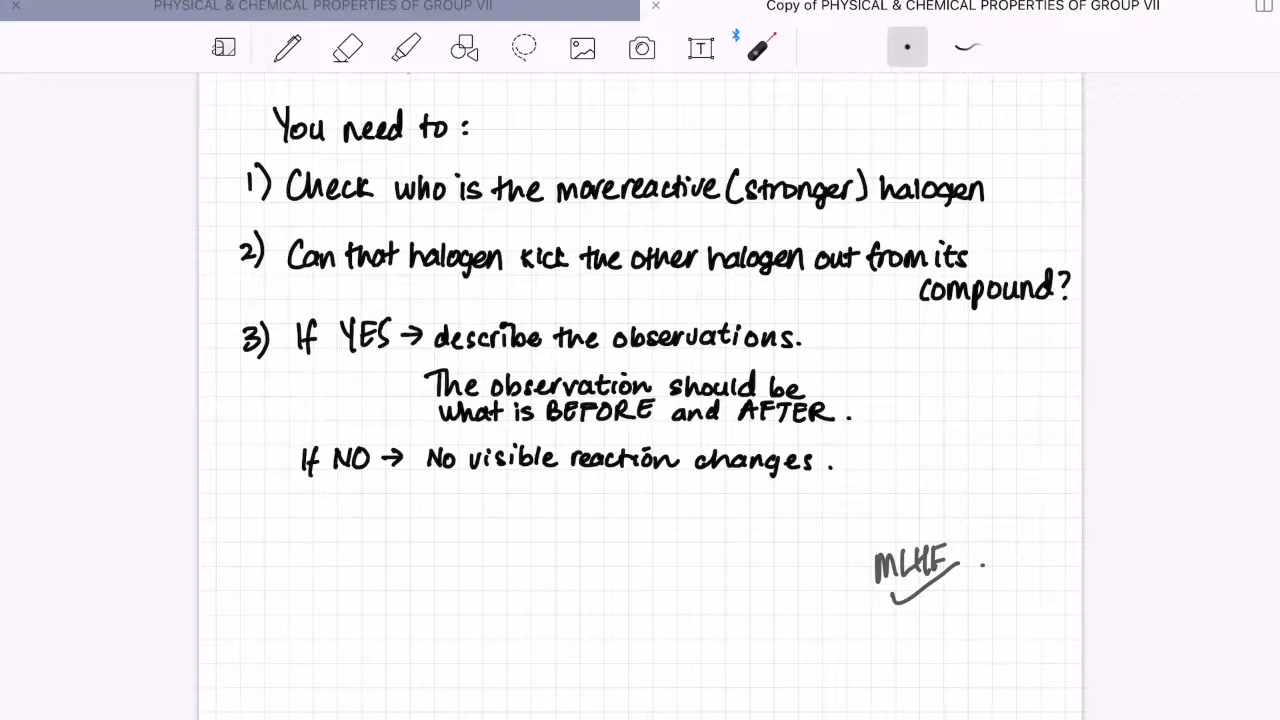 PHYSICAL & CHEMICAL PROPERTIES OF GROUP VII
Copy of PHYSICAL & CHEMICAL PROPERTIES OF GROUP VII
T
You need to :
1) Check who is the more reactive (stronger) halogen
2) Can that halogen kick the other halogen out from its
compound?
3) If YES → describe the observations.
The observation should be
what is BEFORE and AFTER.
If NO → No visible reaction changes.
MLHF